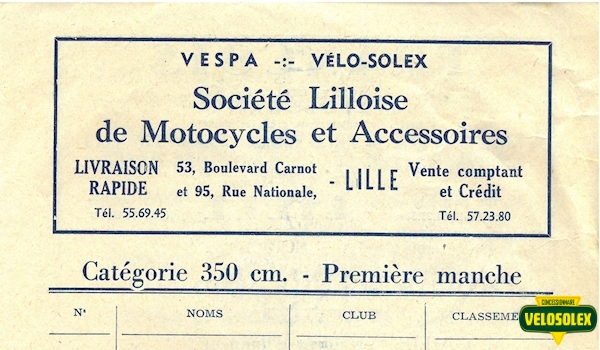 VESPA -:- VÉLO-SOLEX
Société Lilloise
de Motocycles et Accessoires
LIVRAISON
RAPIDE
53, Boulevard Carnot
et 95, Rue Nationale,
- LILLE
Vente comptant
et Crédit
Tél. 55.69.45
Tél. 57.23.80
Catégorie 350 cm. - Première manche
N°
NOMS
CLUB
CLASSEME
CONCESSIONNAIRE
VELOSOLEX